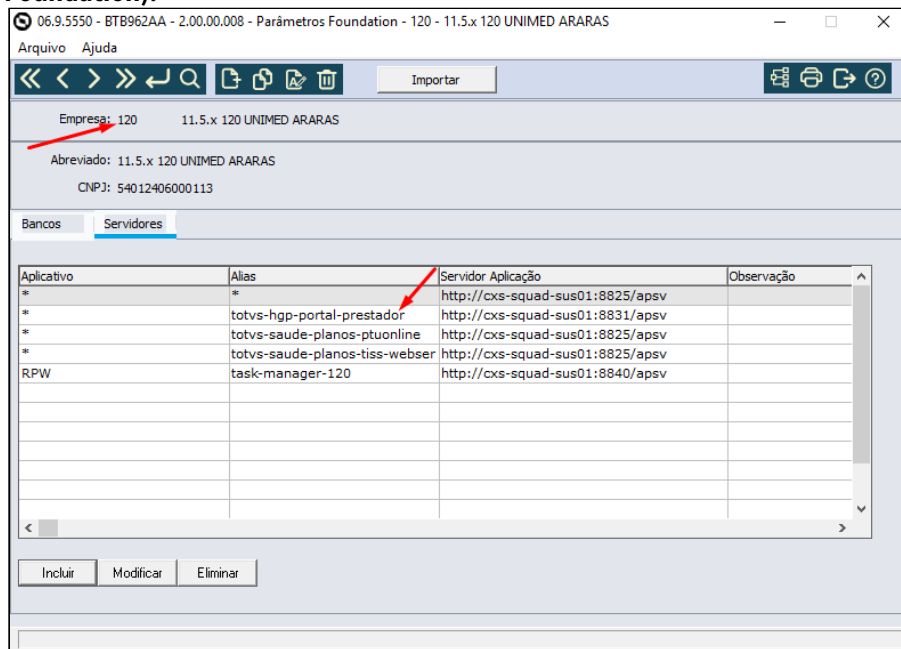 Foundation).
06.9.5550 - BTB962AA - 2.00.00.008 - Parâmetros Foundation - 120 - 11.5.x 120 UNIMED ARARAS
Arquivo Ajuda
Importar
Empresa: 120 11.5.x 120 UNIMED ARARAS
Abreviado: 11.5.x 120 UNIMED ARARAS
CNPJ: 54012406000113
Bancos Servidores
Aplicativo Alias Servidor Aplicação Observação
* * http://cxs-squad-sus01:8825/apsv
* totvs-hgp-portal-prestador http://cxs-squad-sus01:8831/apsv
* totvs-saude-planos-ptuonline http://cxs-squad-sus01:8825/apsv
* totvs-saude-planos-tiss-webser http://cxs-squad-sus01:8825/apsv
RPW task-manager-120 http://cxs-squad-sus01:8840/apsv
Incluir Modificar Eliminar